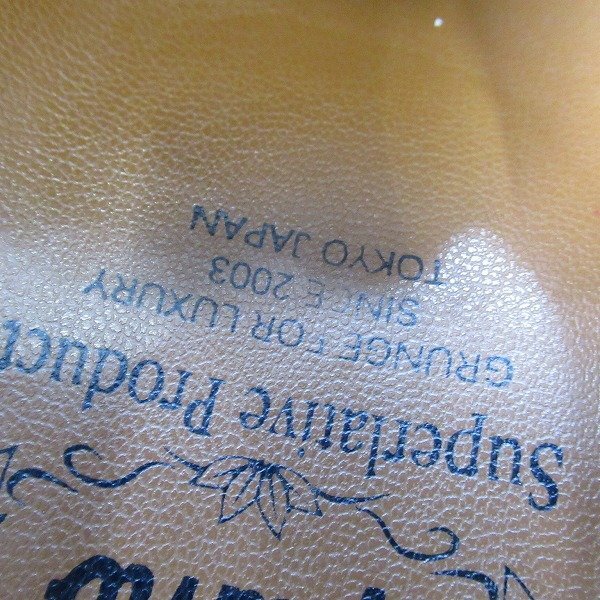 Superlative Product
GRUNGE FOR LUXURY
SINCE 2003
TOKYO JAPAN